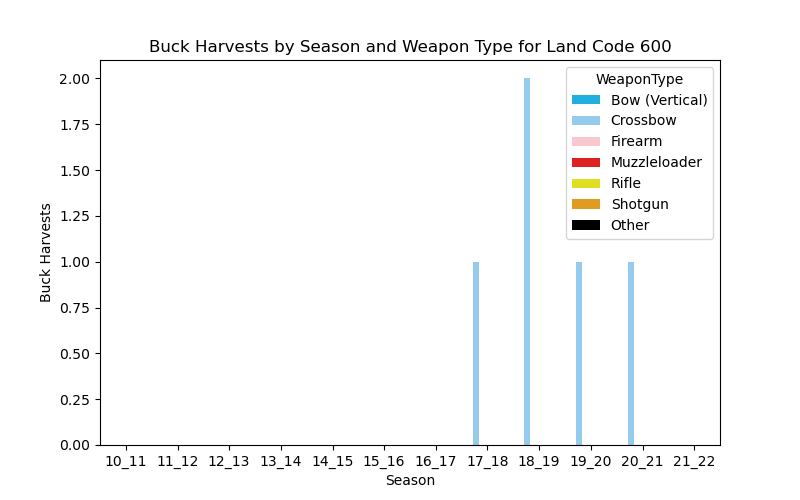 Buck Harvests by Season and Weapon Type for Land Code 600
WeaponType
Bow (Vertical)
Crossbow
Firearm
Muzzleloader
Rifle
Shotgun
Other
Buck Harvests
2.00
1.75
1.50
1.25
1.00
0.75
0.50
0.25
0.00
10_11 11_12 12_13 13_14 14_15 15_16 16_17 17_18 18_19 19_20 20_21 21_22
Season